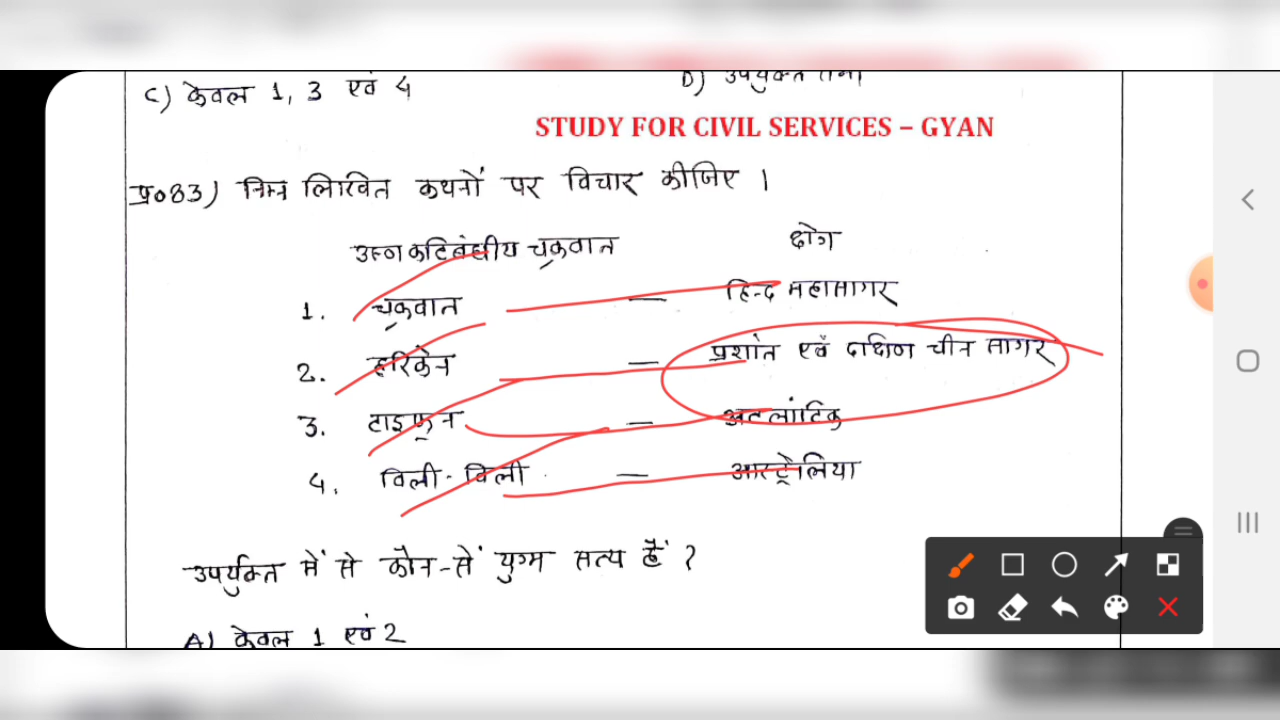 C) केवल 1, 3 एवं 4
D) उपर्युक्त सभी
STUDY FOR CIVIL SERVICES – GYAN
प्र083) निम्न लिखित कथनों पर विचार कीजिए ।
उष्ण कटिबंधीय चक्रवात क्षेत्र
1. चक्रवात — हिन्द महासागर
2. हरिकेन — प्रशांत एवं दक्षिण चीन सागर
3. टाइफून — अटलांटिक
4. विली - विली — आस्ट्रेलिया
उपर्युक्त में से कौन-से युग्म सत्य हैं ?
A) केवल 1 एवं 2